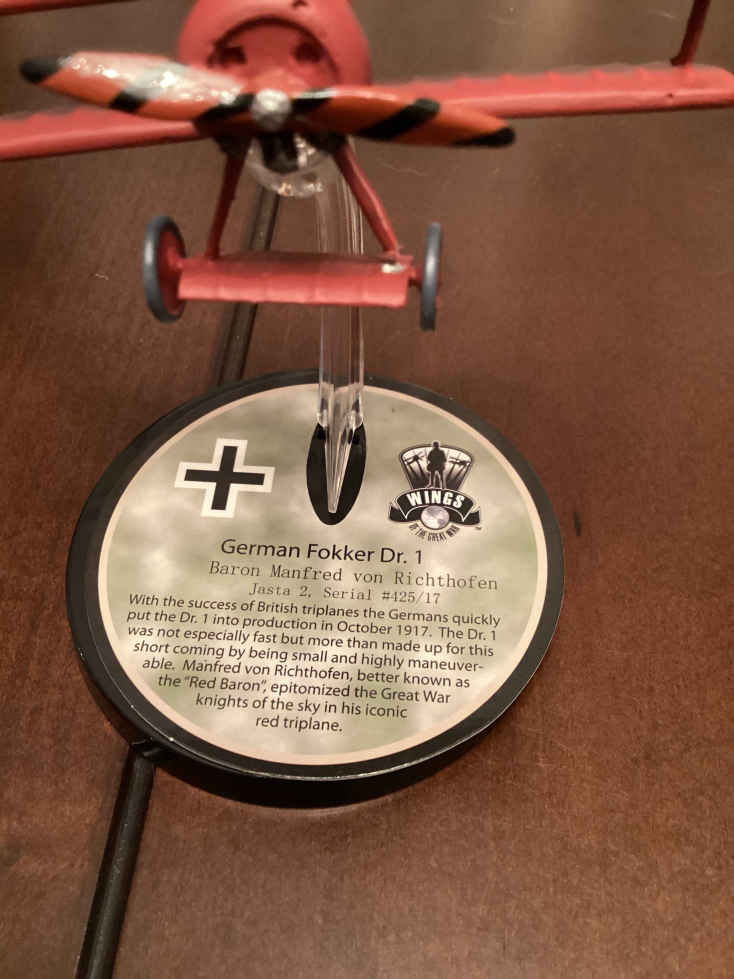 WINGS
OF THE GREAT WAR
German Fokker Dr. 1
Baron Manfred von Richthofen
Jasta 2, Serial #425/17
With the success of British triplanes the Germans quickly
put the Dr. 1 into production in October 1917. The Dr. 1
was not especially fast but more than made up for this
short coming by being small and highly maneuver-
able. Manfred von Richthofen, better known as
the “Red Baron”, epitomized the Great War
knights of the sky in his iconic
red triplane.